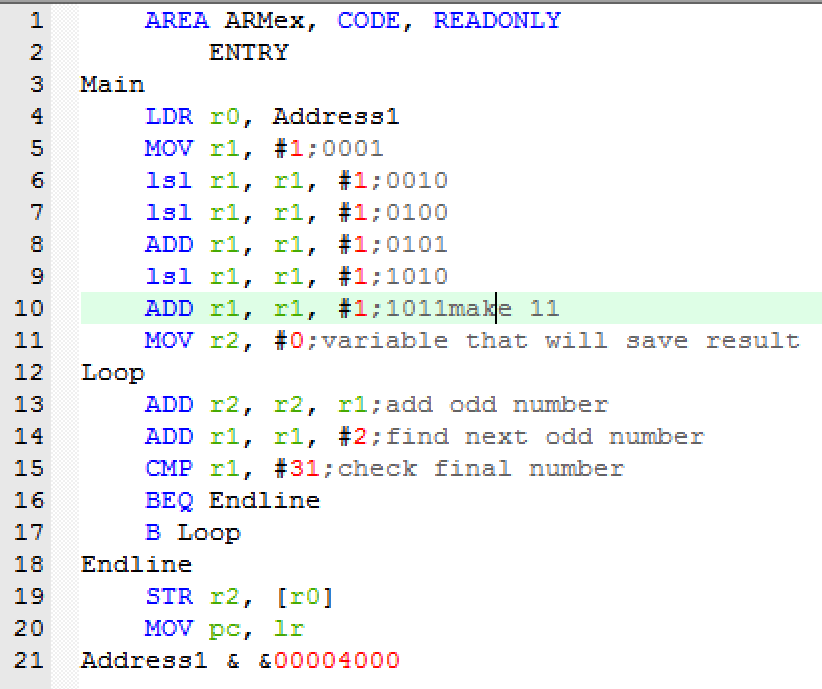 1 AREA ARMex, CODE, READONLY
2 ENTRY
3 Main
4 LDR r0, Address1
5 MOV r1, #1;0001
6 lsl r1, r1, #1;0010
7 lsl r1, r1, #1;0100
8 ADD r1, r1, #1;0101
9 lsl r1, r1, #1;1010
10 ADD r1, r1, #1;1011make 11
11 MOV r2, #0;variable that will save result
12 Loop
13 ADD r2, r2, r1;add odd number
14 ADD r1, r1, #2;find next odd number
15 CMP r1, #31;check final number
16 BEQ Endline
17 B Loop
18 Endline
19 STR r2, [r0]
20 MOV pc, lr
21 Address1 & &00004000